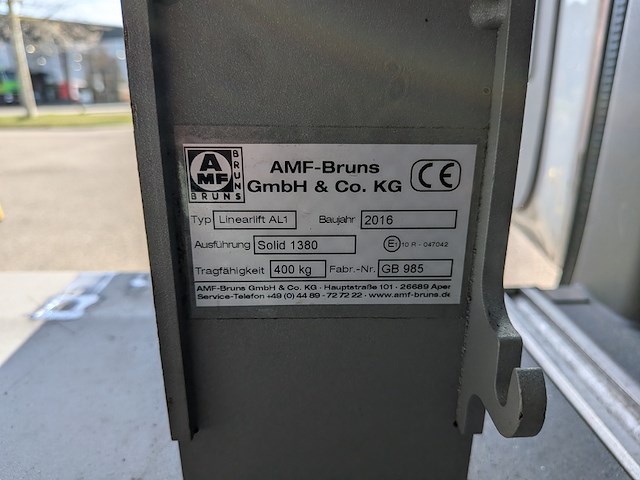 AMF
BRUNS
BRUNS
AMF-Bruns
GmbH & Co. KG
CE
Typ Linearlift AL1 Baujahr 2016
Ausführung Solid 1380 E1 10 R - 047042
Tragfähigkeit 400 kg Fabr.-Nr. GB 985
AMF-Bruns GmbH & Co. KG · Hauptstraße 101 · 26689 Apen
Service-Telefon +49 (0) 44 89 - 72 72 22 · www.amf-bruns.de